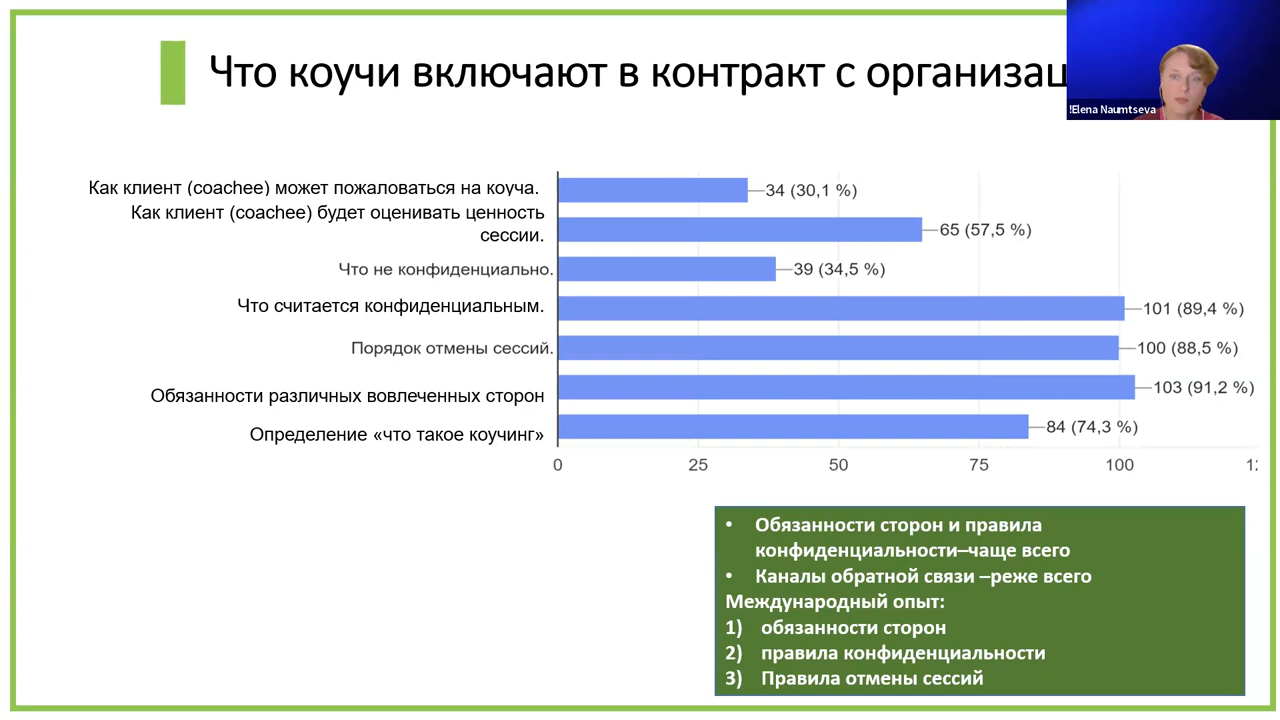 Что коучи включают в контракт с организац
!Elena Naumtseva
Как клиент (coachee) может пожаловаться на коуча.
34 (30,1 %)
Как клиент (coachee) будет оценивать ценность
сессии.
65 (57,5 %)
Что не конфиденциально.
39 (34,5 %)
Что считается конфиденциальным.
101 (89,4 %)
Порядок отмены сессий.
100 (88,5 %)
Обязанности различных вовлеченных сторон
103 (91,2 %)
Определение «что такое коучинг»
84 (74,3 %)
0 25 50 75 100
• Обязанности сторон и правила
конфиденциальности–чаще всего
• Каналы обратной связи –реже всего
Международный опыт:
1) обязанности сторон
2) правила конфиденциальности
3) Правила отмены сессий